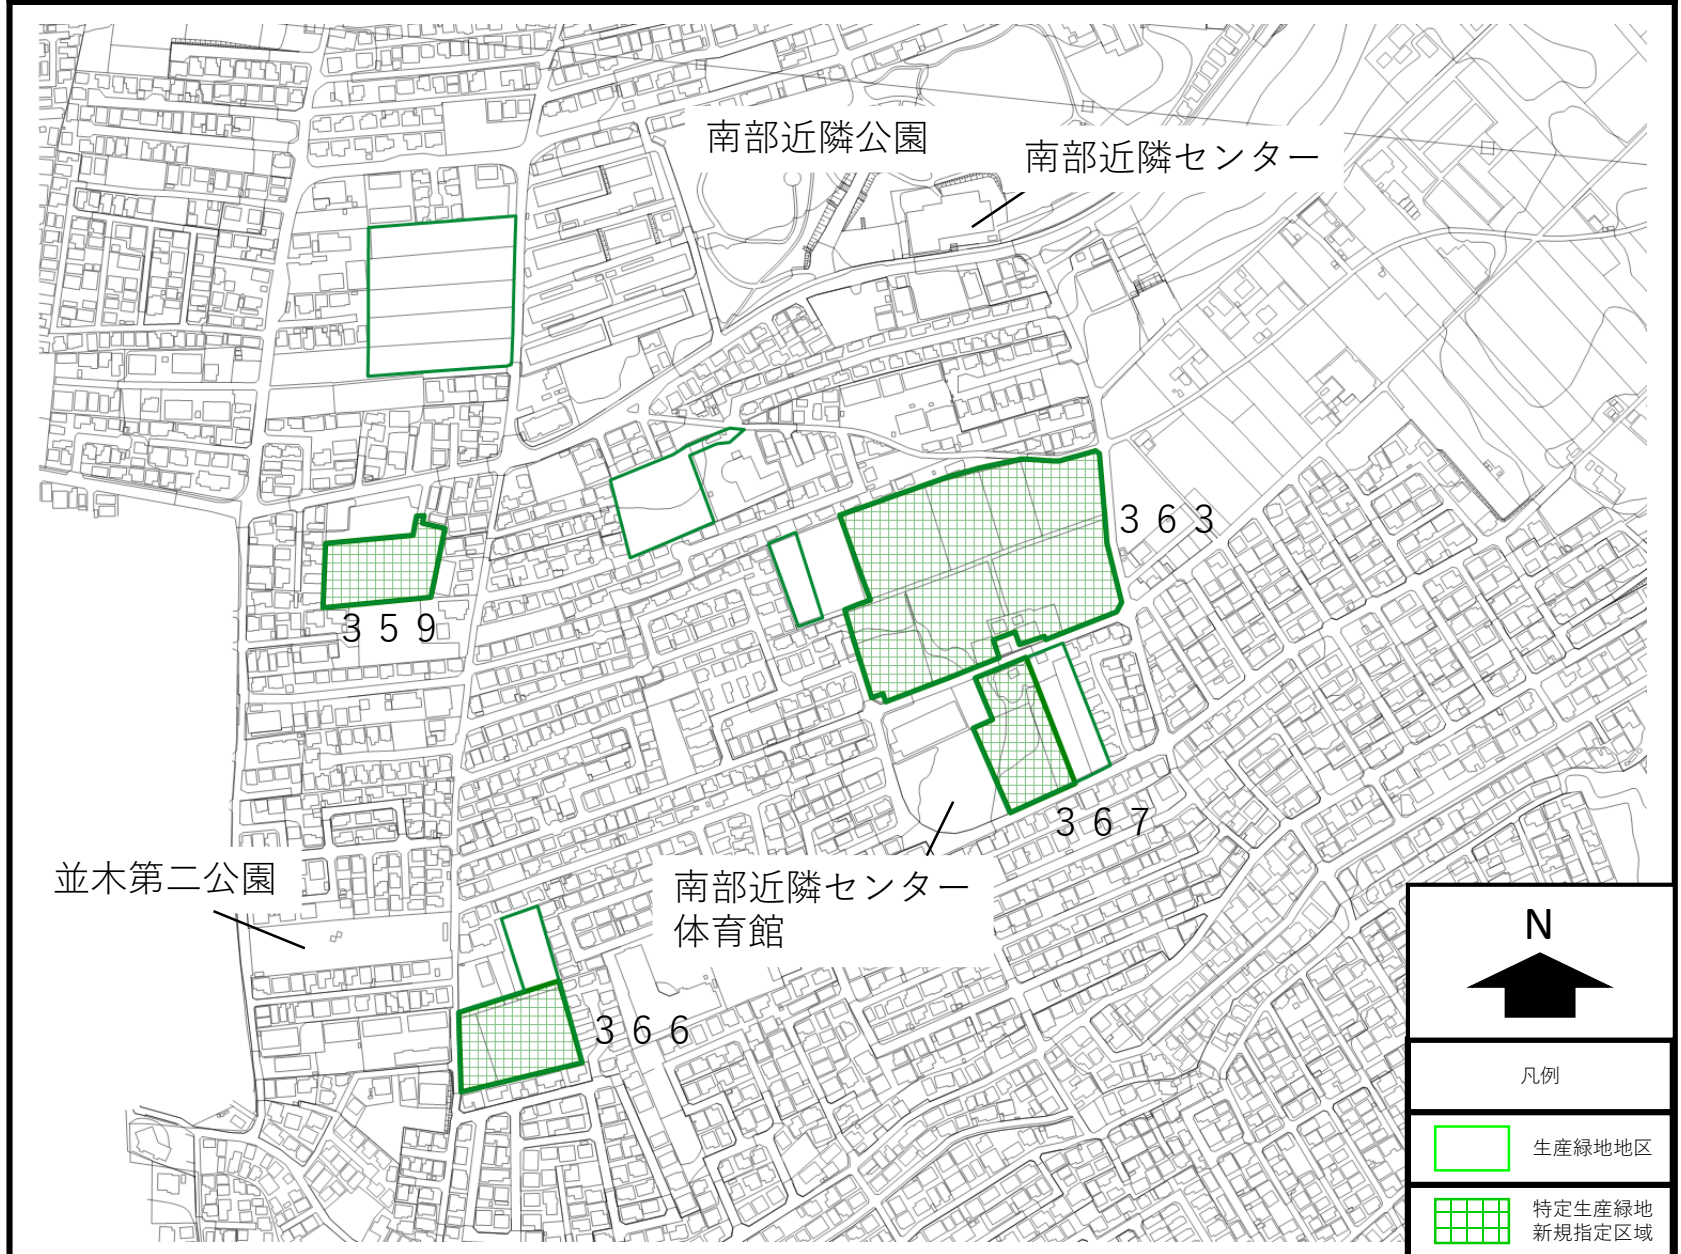 南部近隣公園
南部近隣センター
３６３
３５９
３６７
並木第二公園
南部近隣センター
体育館
３６６
N
凡例
生産緑地地区
特定生産緑地
新規指定区域